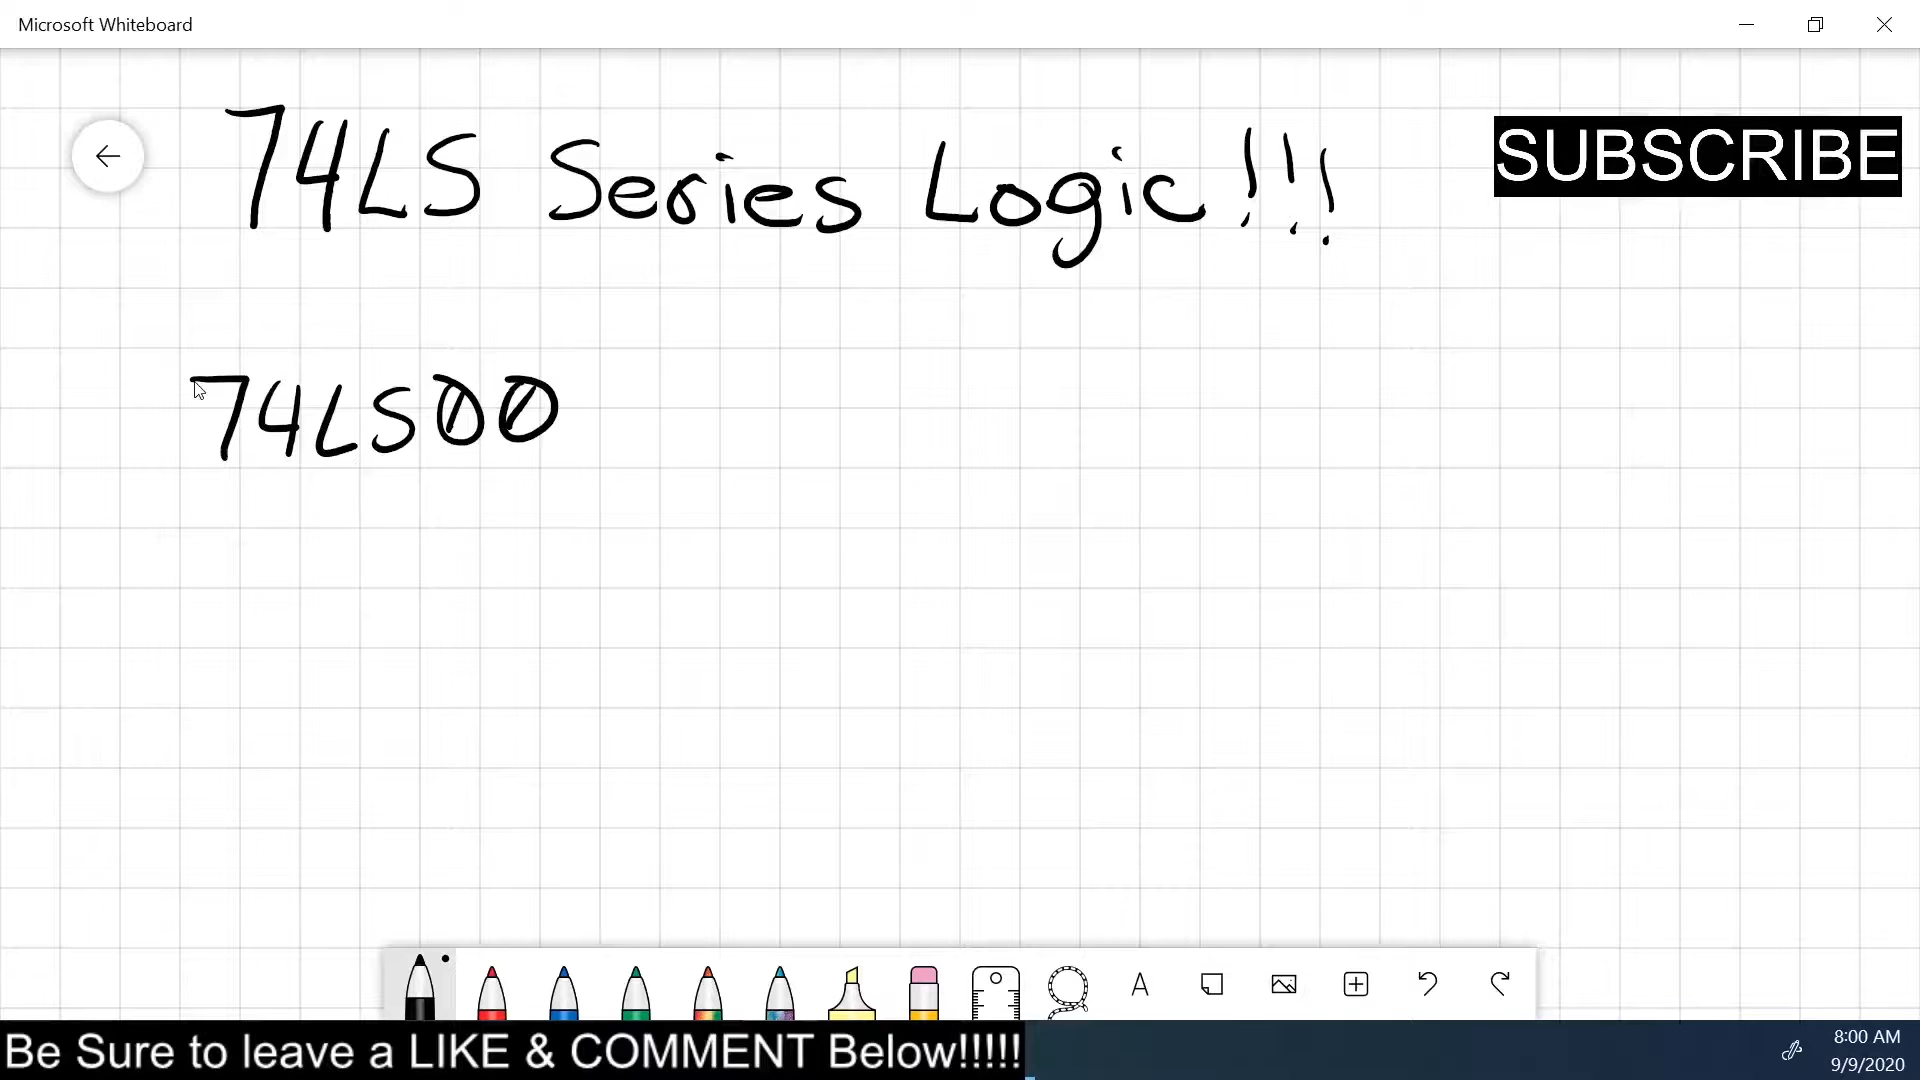 Microsoft Whiteboard
74LS Series Logic!!!
SUBSCRIBE
74LS00
A
Be Sure to leave a LIKE & COMMENT Below!!!!!
8:00 AM
9/9/2020